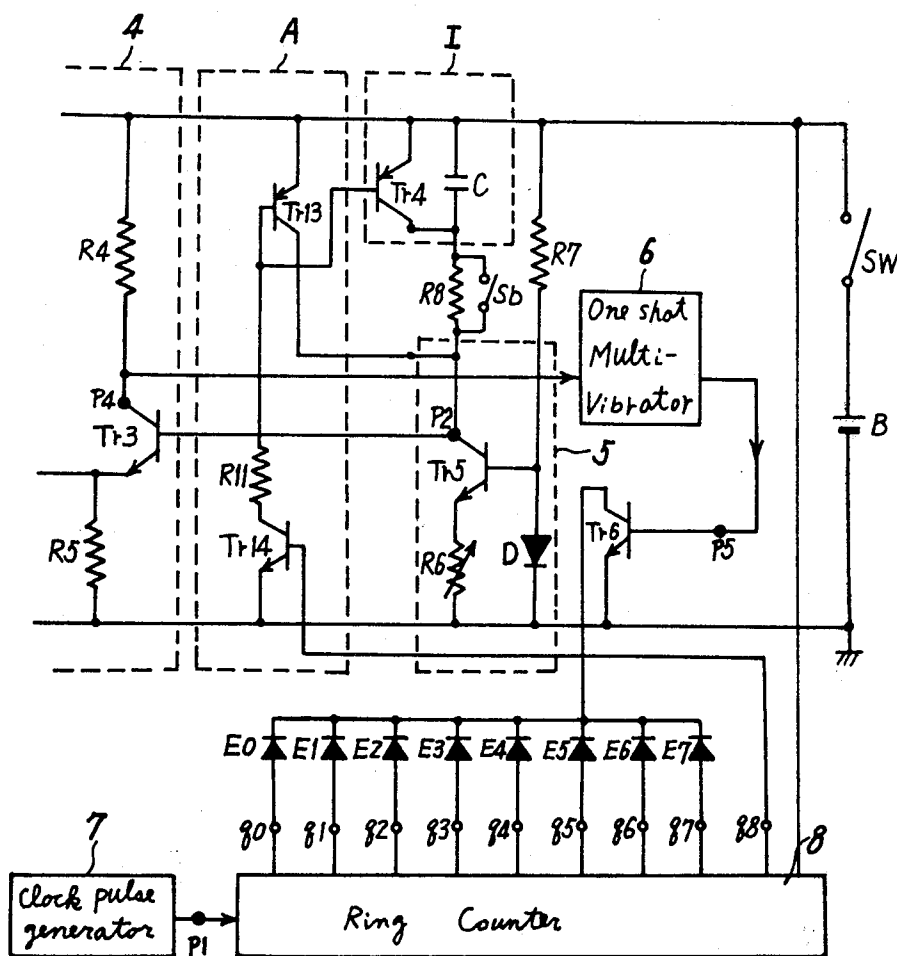 4
A
I
Tr13
Tr4
C
R4
R7
R8
Sb
SW
6
One shot
Multi-
Vibrator
P4
Tr3
P2
B
5
R11
Tr5
Tr6
P5
R5
Tr14
R6
D
E0
E1
E2
E3
E4
E5
E6
E7
q0
q1
q2
q3
q4
q5
q6
q7
q8
8
7
Clock pulse
generator
P1
Ring Counter